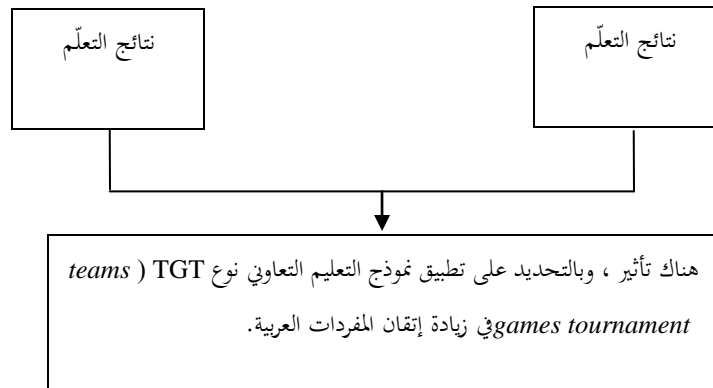 نتائج التعلّم
نتائج التعلّم
هناك تأثير ، وبالتحديد على تطبيق نموذج التعليم التعاوني نوع TGT ( teams
games tournament في زيادة إتقان المفردات العربية.